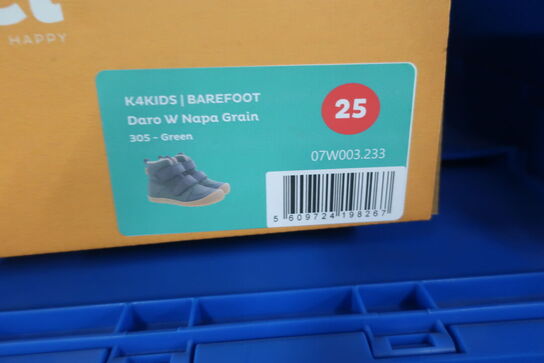 HAPPY
K4KIDS | BAREFOOT
Daro W Napa Grain
305 - Green
25
07W003.233
5 609724 198267